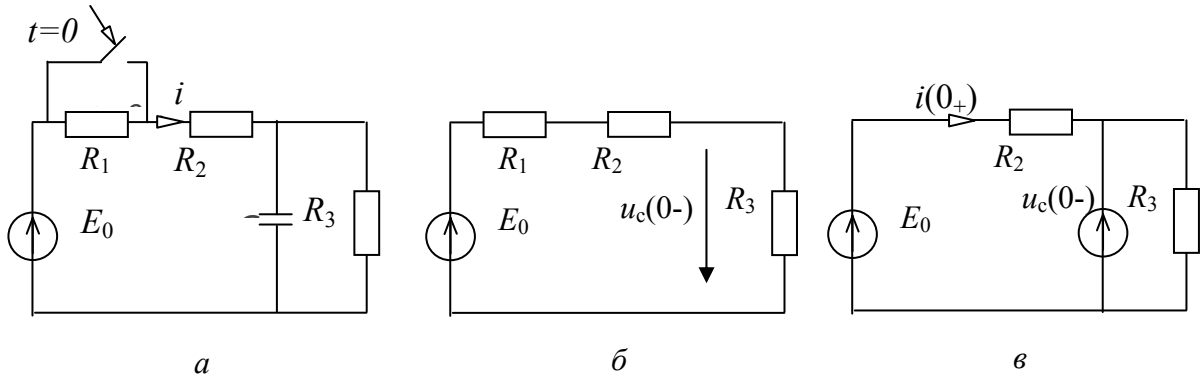 t=0
i
R1
R2
E0
R3
а
R1
R2
E0
uc(0-)
R3
б
i(0+)
R2
E0
uc(0-)
R3
в